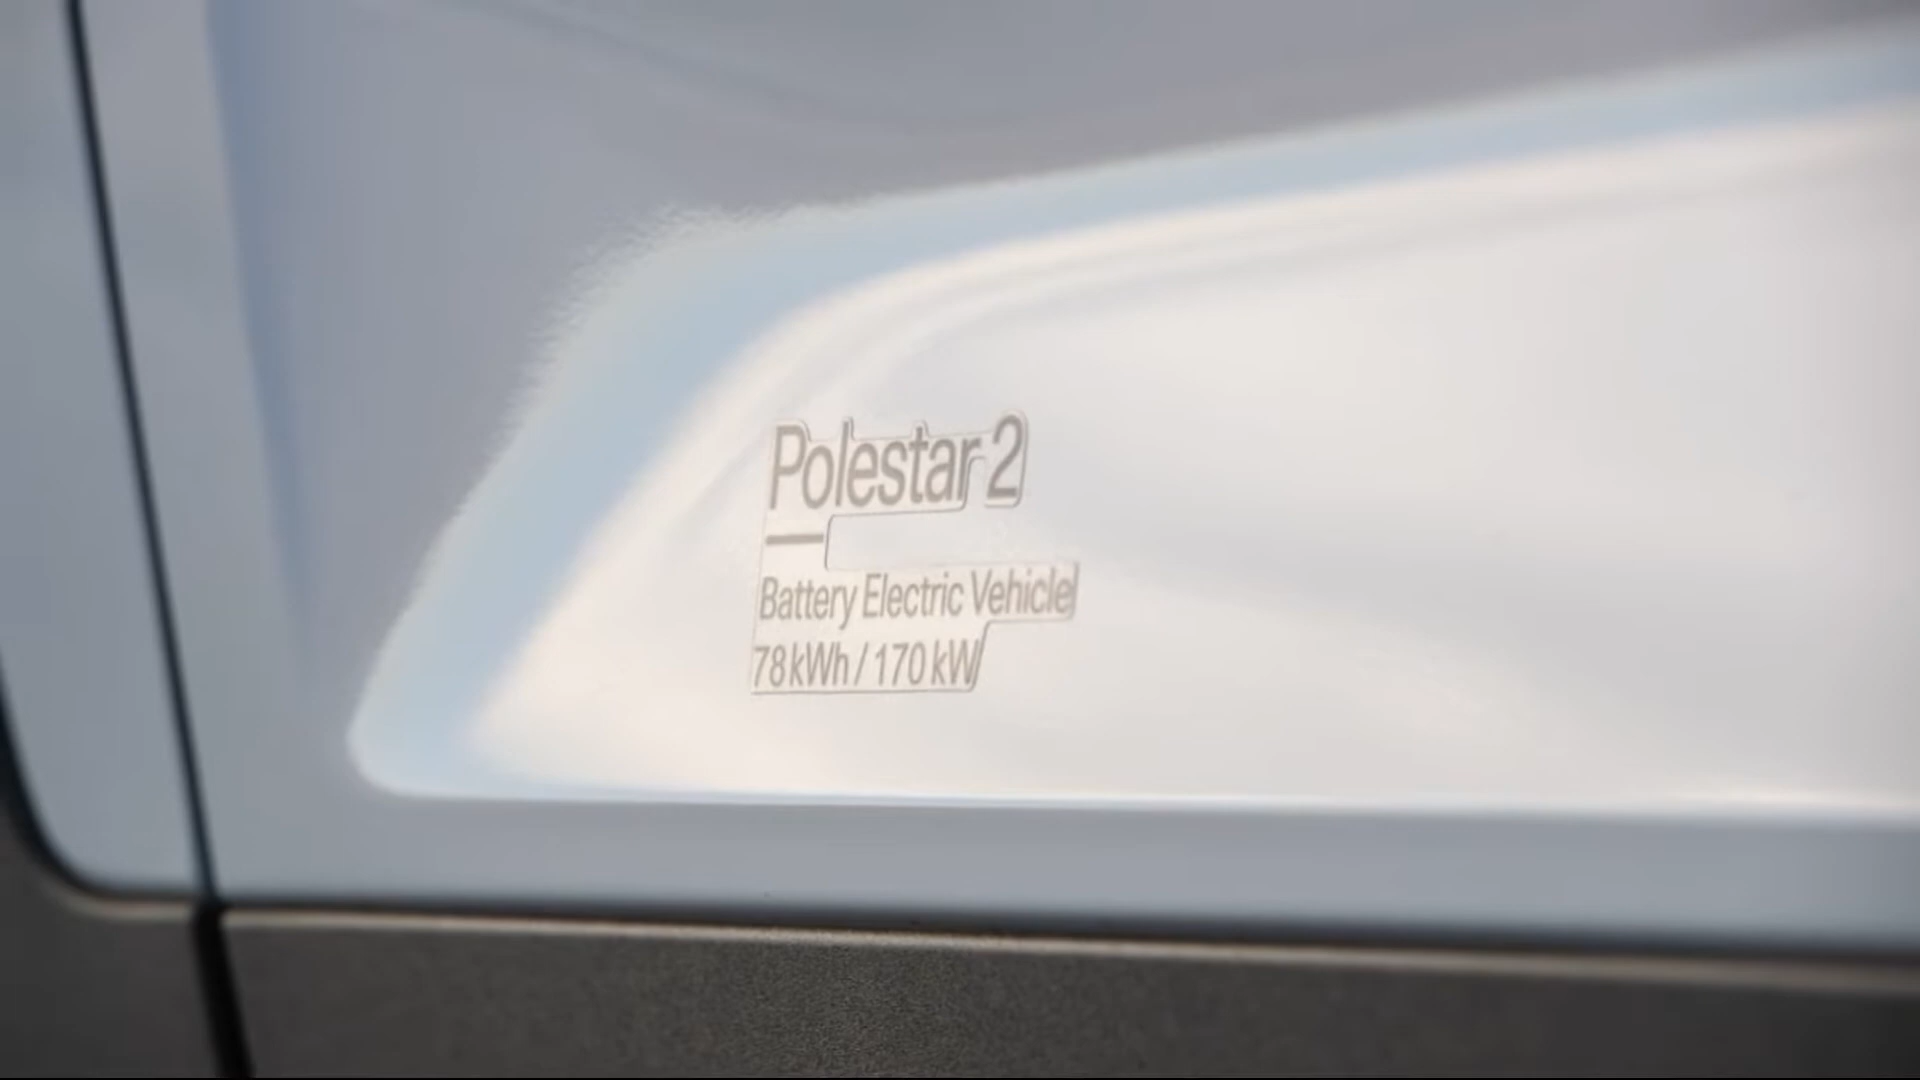 Polestar 2
—
Battery Electric Vehicle
78 kWh / 170 kW